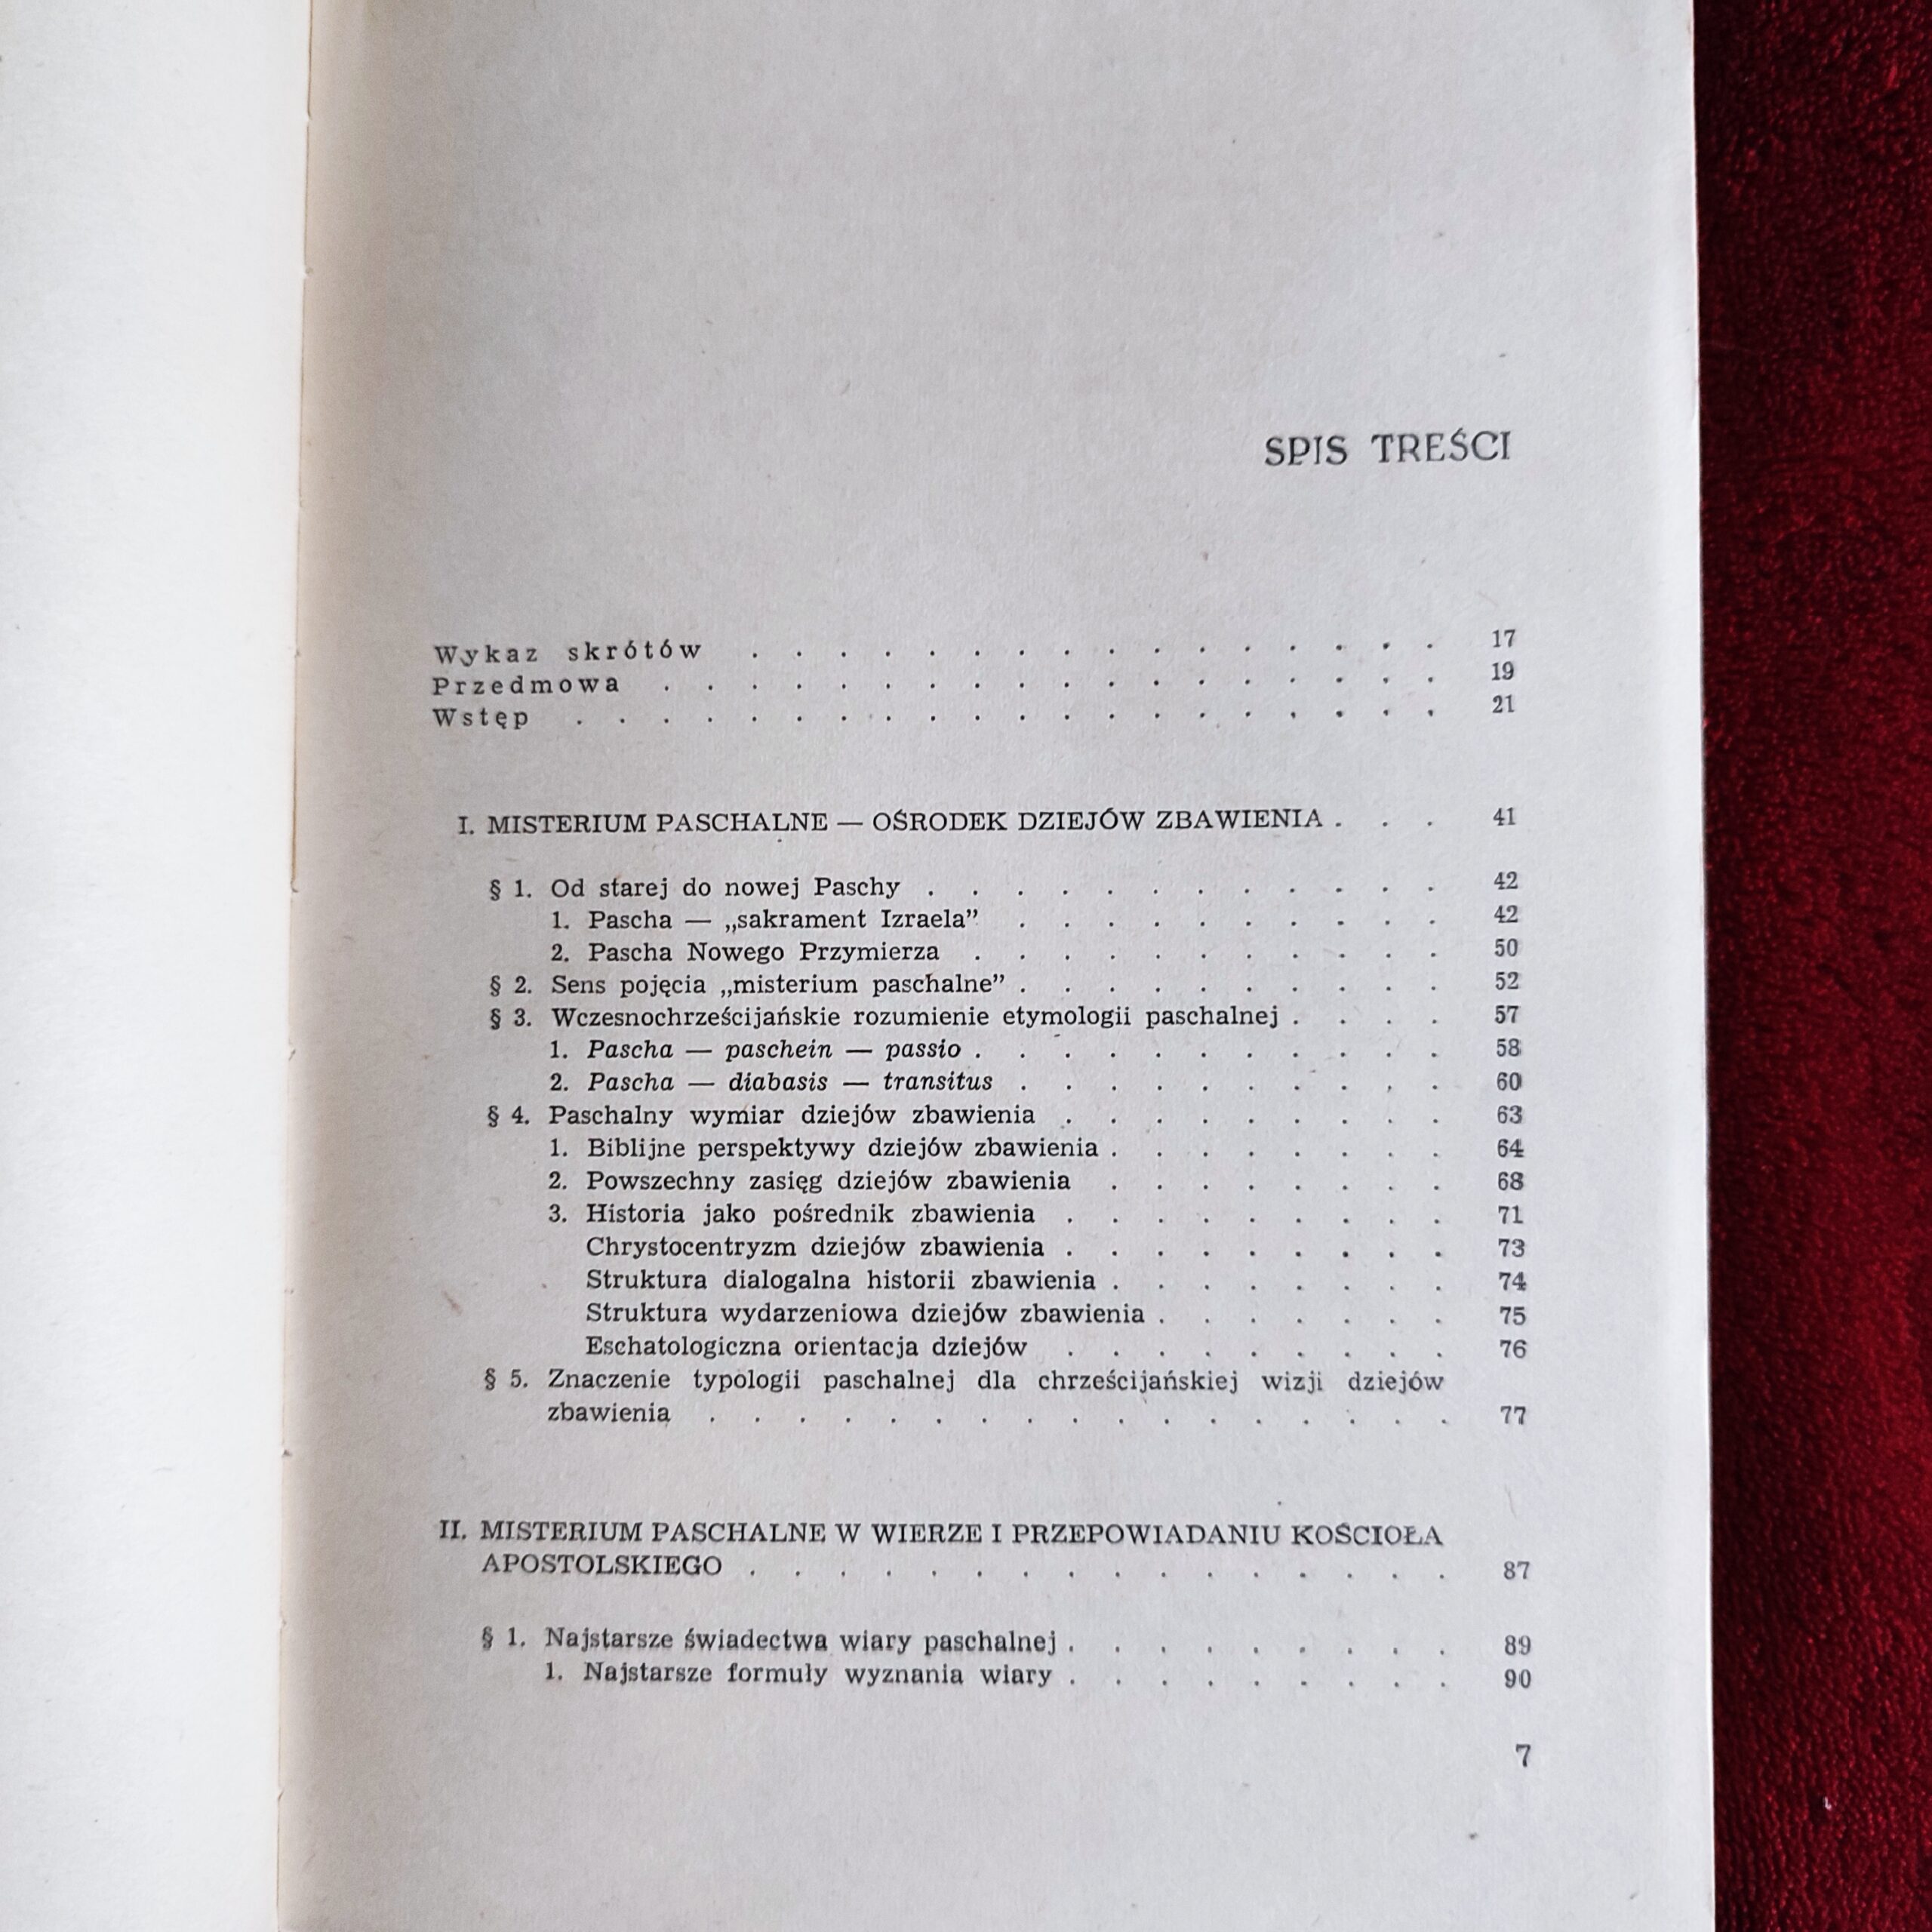 SPIS TREŚCI
Wykaz skrótów . . . . . . . . . . . . . . . . 17
Przedmowa . . . . . . . . . . . . . . . . . . 19
Wstęp . . . . . . . . . . . . . . . . . . . . 21
I. MISTERIUM PASCHALNE — OŚRODEK DZIEJÓW ZBAWIENIA . . . 41
§ 1. Od starej do nowej Paschy . . . . . . . . . . . . 42
1. Pascha — „sakrament Izraela” . . . . . . . . . . 42
2. Pascha Nowego Przymierza . . . . . . . . . . . 50
§ 2. Sens pojęcia „misterium paschalne” . . . . . . . . . . 52
§ 3. Wczesnochrześcijańskie rozumienie etymologii paschalnej . . . . 57
1. Pascha — paschein — passio . . . . . . . . . . . 58
2. Pascha — diabasis — transitus . . . . . . . . . . 60
§ 4. Paschalny wymiar dziejów zbawienia . . . . . . . . . 63
1. Biblijne perspektywy dziejów zbawienia . . . . . . . . 64
2. Powszechny zasięg dziejów zbawienia . . . . . . . . 68
3. Historia jako pośrednik zbawienia . . . . . . . . . 71
Chrystocentryzm dziejów zbawienia . . . . . . . . . 73
Struktura dialogalna historii zbawienia . . . . . . . . 74
Struktura wydarzeniowa dziejów zbawienia . . . . . . . 75
Eschatologiczna orientacja dziejów . . . . . . . . . 76
§ 5. Znaczenie typologii paschalnej dla chrześcijańskiej wizji dziejów
zbawienia . . . . . . . . . . . . . . . . . 77
II. MISTERIUM PASCHALNE W WIERZE I PRZEPOWIADANIU KOŚCIOŁA
APOSTOLSKIEGO . . . . . . . . . . . . . . . . 87
§ 1. Najstarsze świadectwa wiary paschalnej . . . . . . . . . 89
1. Najstarsze formuły wyznania wiary . . . . . . . . . 90
7